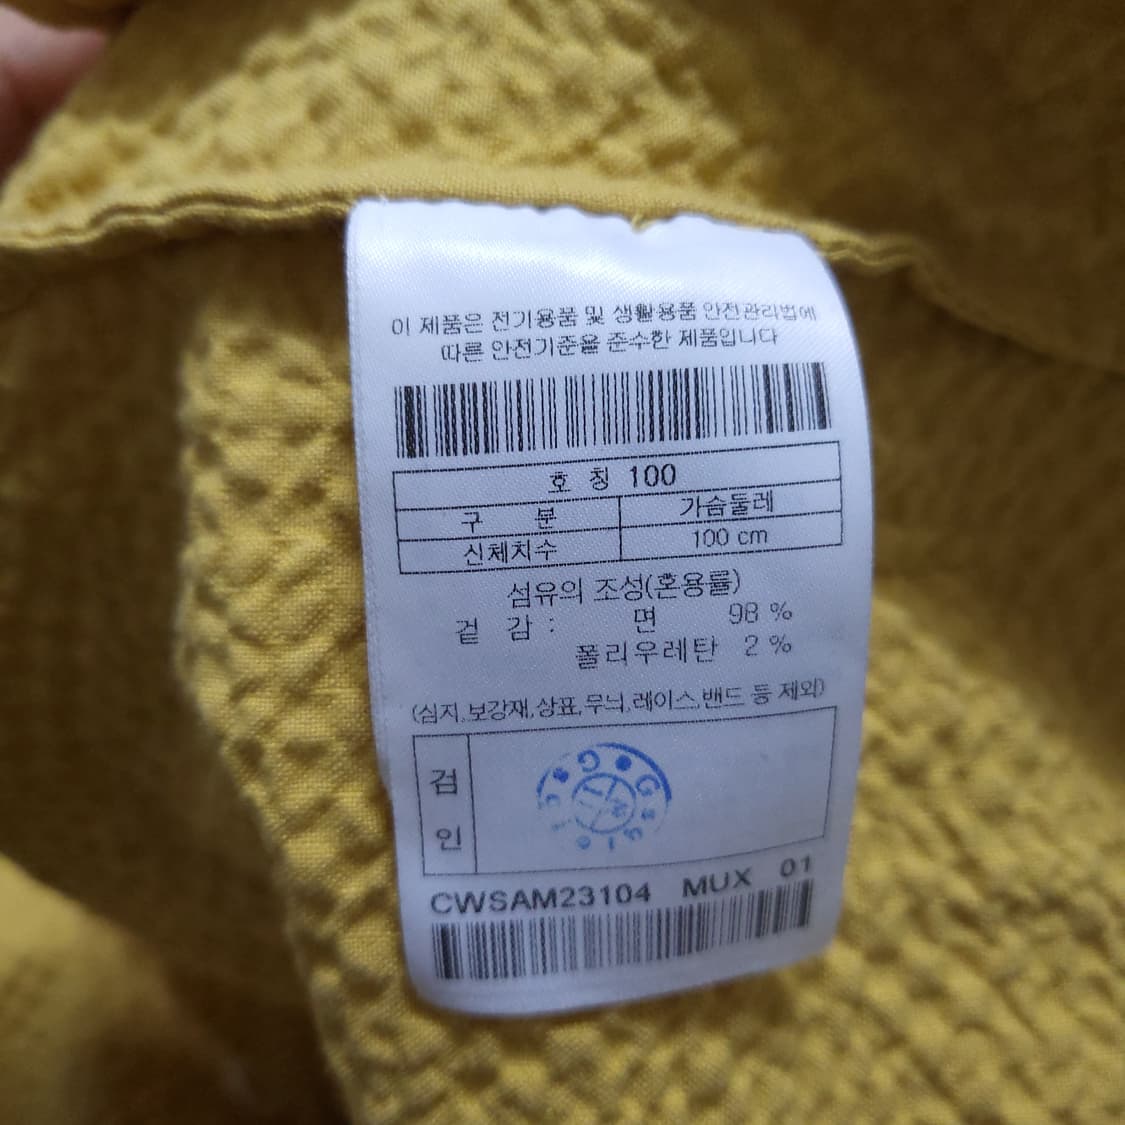 이 제품은 전기용품 및 생활용품 안전관리법에
따른 안전기준을 준수한 제품입니다
호 칭 100
구 분 가슴둘레
신체치수 100 cm
섬유의 조성(혼용률)
겉 감 : 면 98 %
폴리우레탄 2 %
(심지,보강재,상표,무늬,레이스,밴드 등 제외)
검
인
CWSAM23104 MUX 01